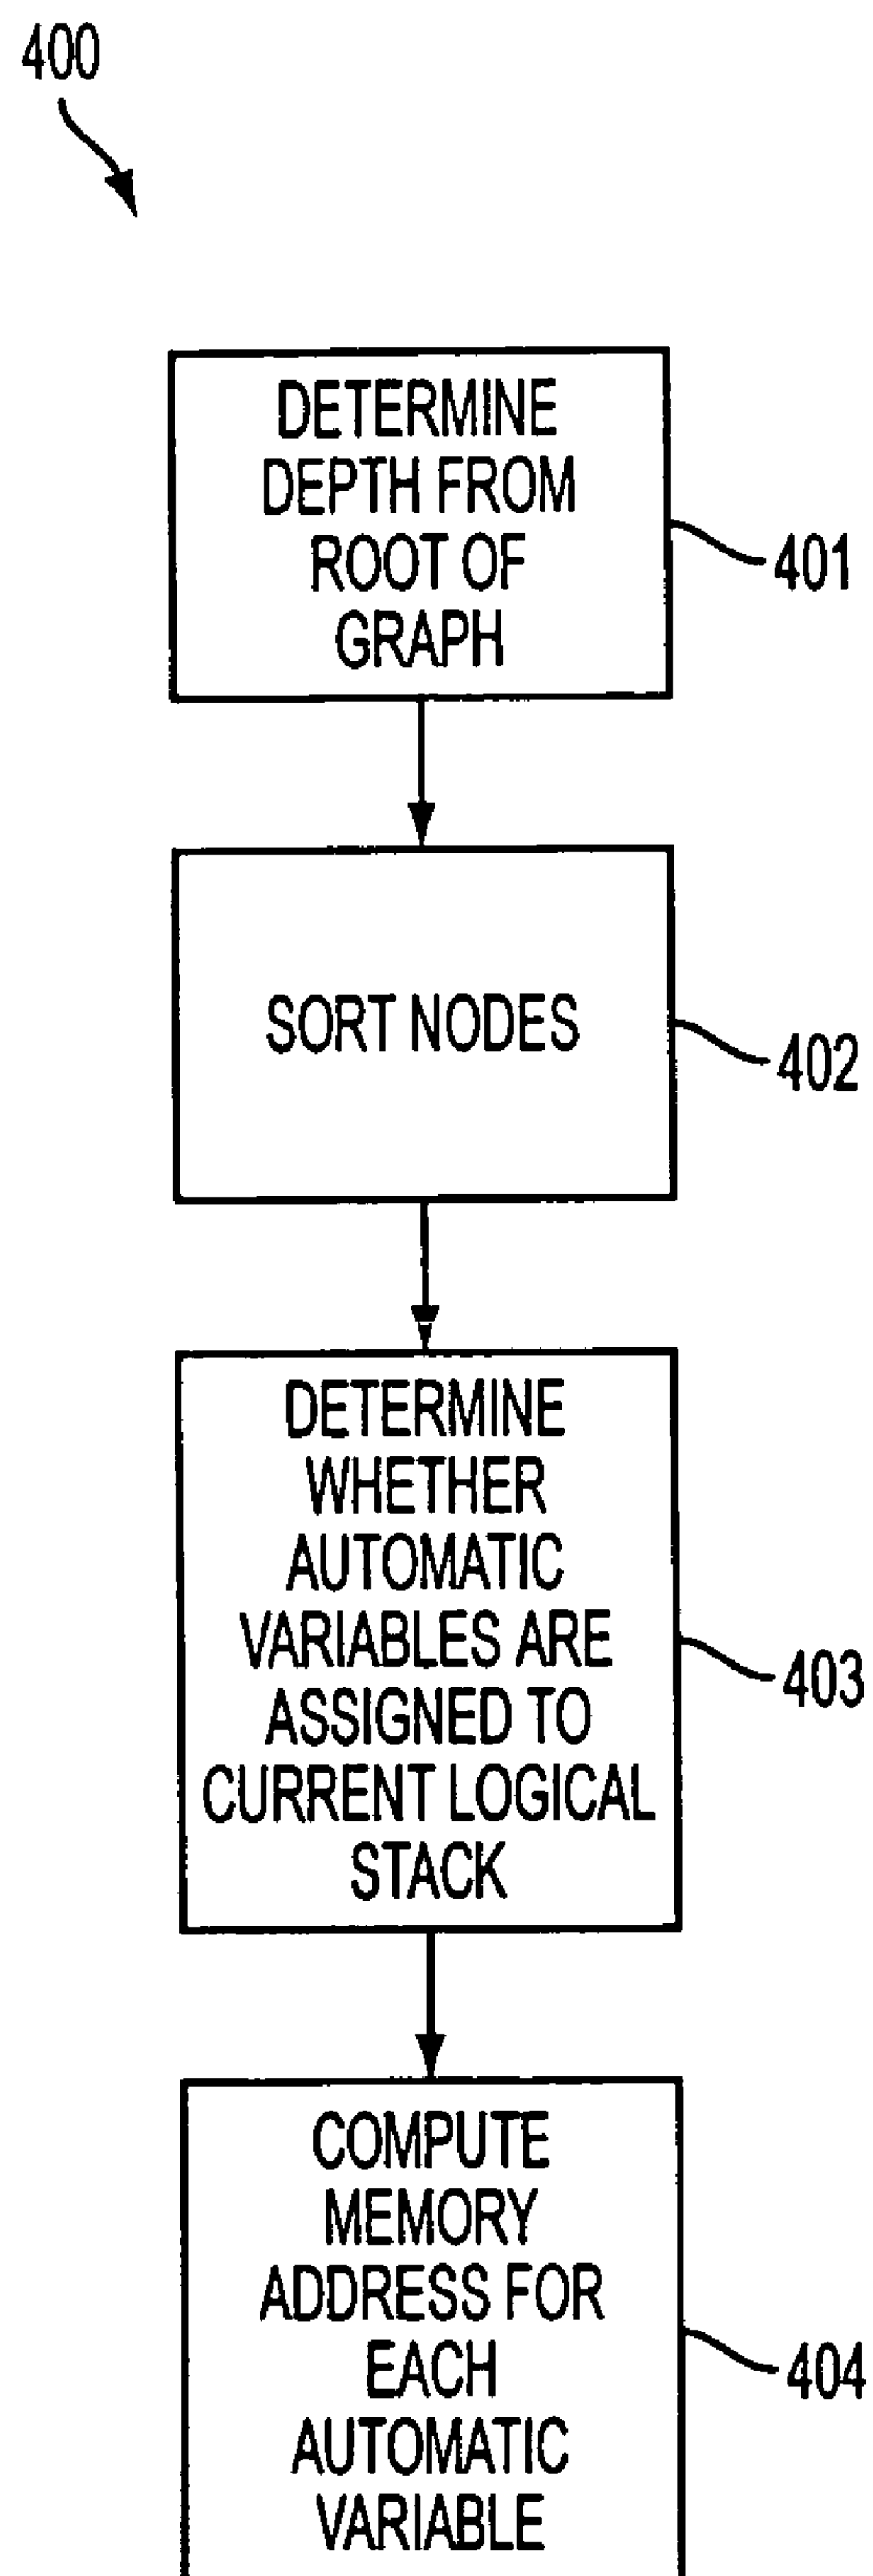 400
DETERMINE
DEPTH FROM
ROOT OF
GRAPH
401
SORT NODES
402
DETERMINE
WHETHER
AUTOMATIC
VARIABLES ARE
ASSIGNED TO
CURRENT LOGICAL
STACK
403
COMPUTE
MEMORY
ADDRESS FOR
EACH
AUTOMATIC
VARIABLE
404